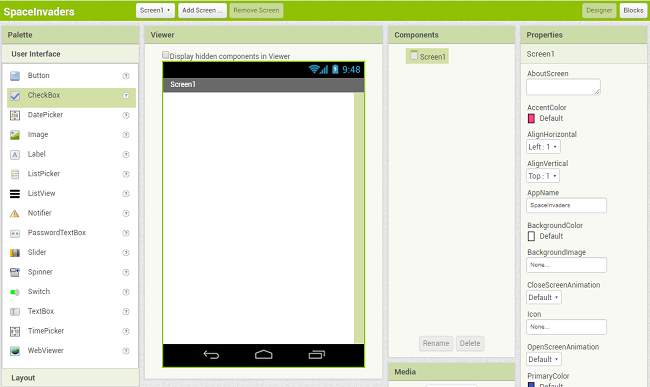 SpaceInvaders
Screen1
Add Screen ...
Remove Screen
Designer
Blocks
Palette
User Interface
Button
CheckBox
DatePicker
Image
Label
ListPicker
ListView
Notifier
PasswordTextBox
Slider
Spinner
Switch
TextBox
TimePicker
WebViewer
Layout
Viewer
Display hidden components in Viewer
9:48
Screen1
Components
Screen1
Rename
Delete
Media
Properties
Screen1
AboutScreen
AccentColor
Default
AlignHorizontal
Left : 1
AlignVertical
Top : 1
AppName
SpaceInvaders
BackgroundColor
Default
BackgroundImage
None...
CloseScreenAnimation
Default
Icon
None...
OpenScreenAnimation
Default
PrimaryColor
Default